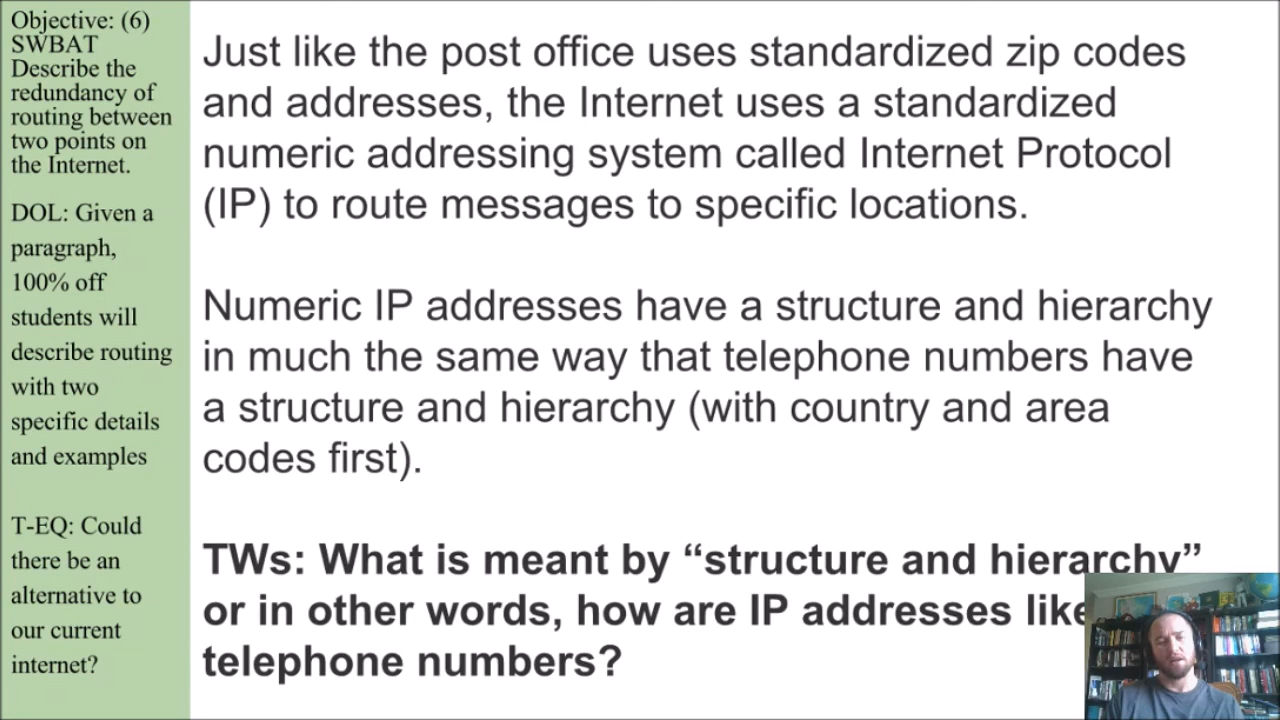 Objective: (6)
SWBAT
Describe the
redundancy of
routing between
two points on
the Internet.
DOL: Given a
paragraph,
100% off
students will
describe routing
with two
specific details
and examples
T-EQ: Could
there be an
alternative to
our current
internet?
Just like the post office uses standardized zip codes
and addresses, the Internet uses a standardized
numeric addressing system called Internet Protocol
(IP) to route messages to specific locations.
Numeric IP addresses have a structure and hierarchy
in much the same way that telephone numbers have
a structure and hierarchy (with country and area
codes first).
TWs: What is meant by “structure and hierarchy”
or in other words, how are IP addresses like
telephone numbers?